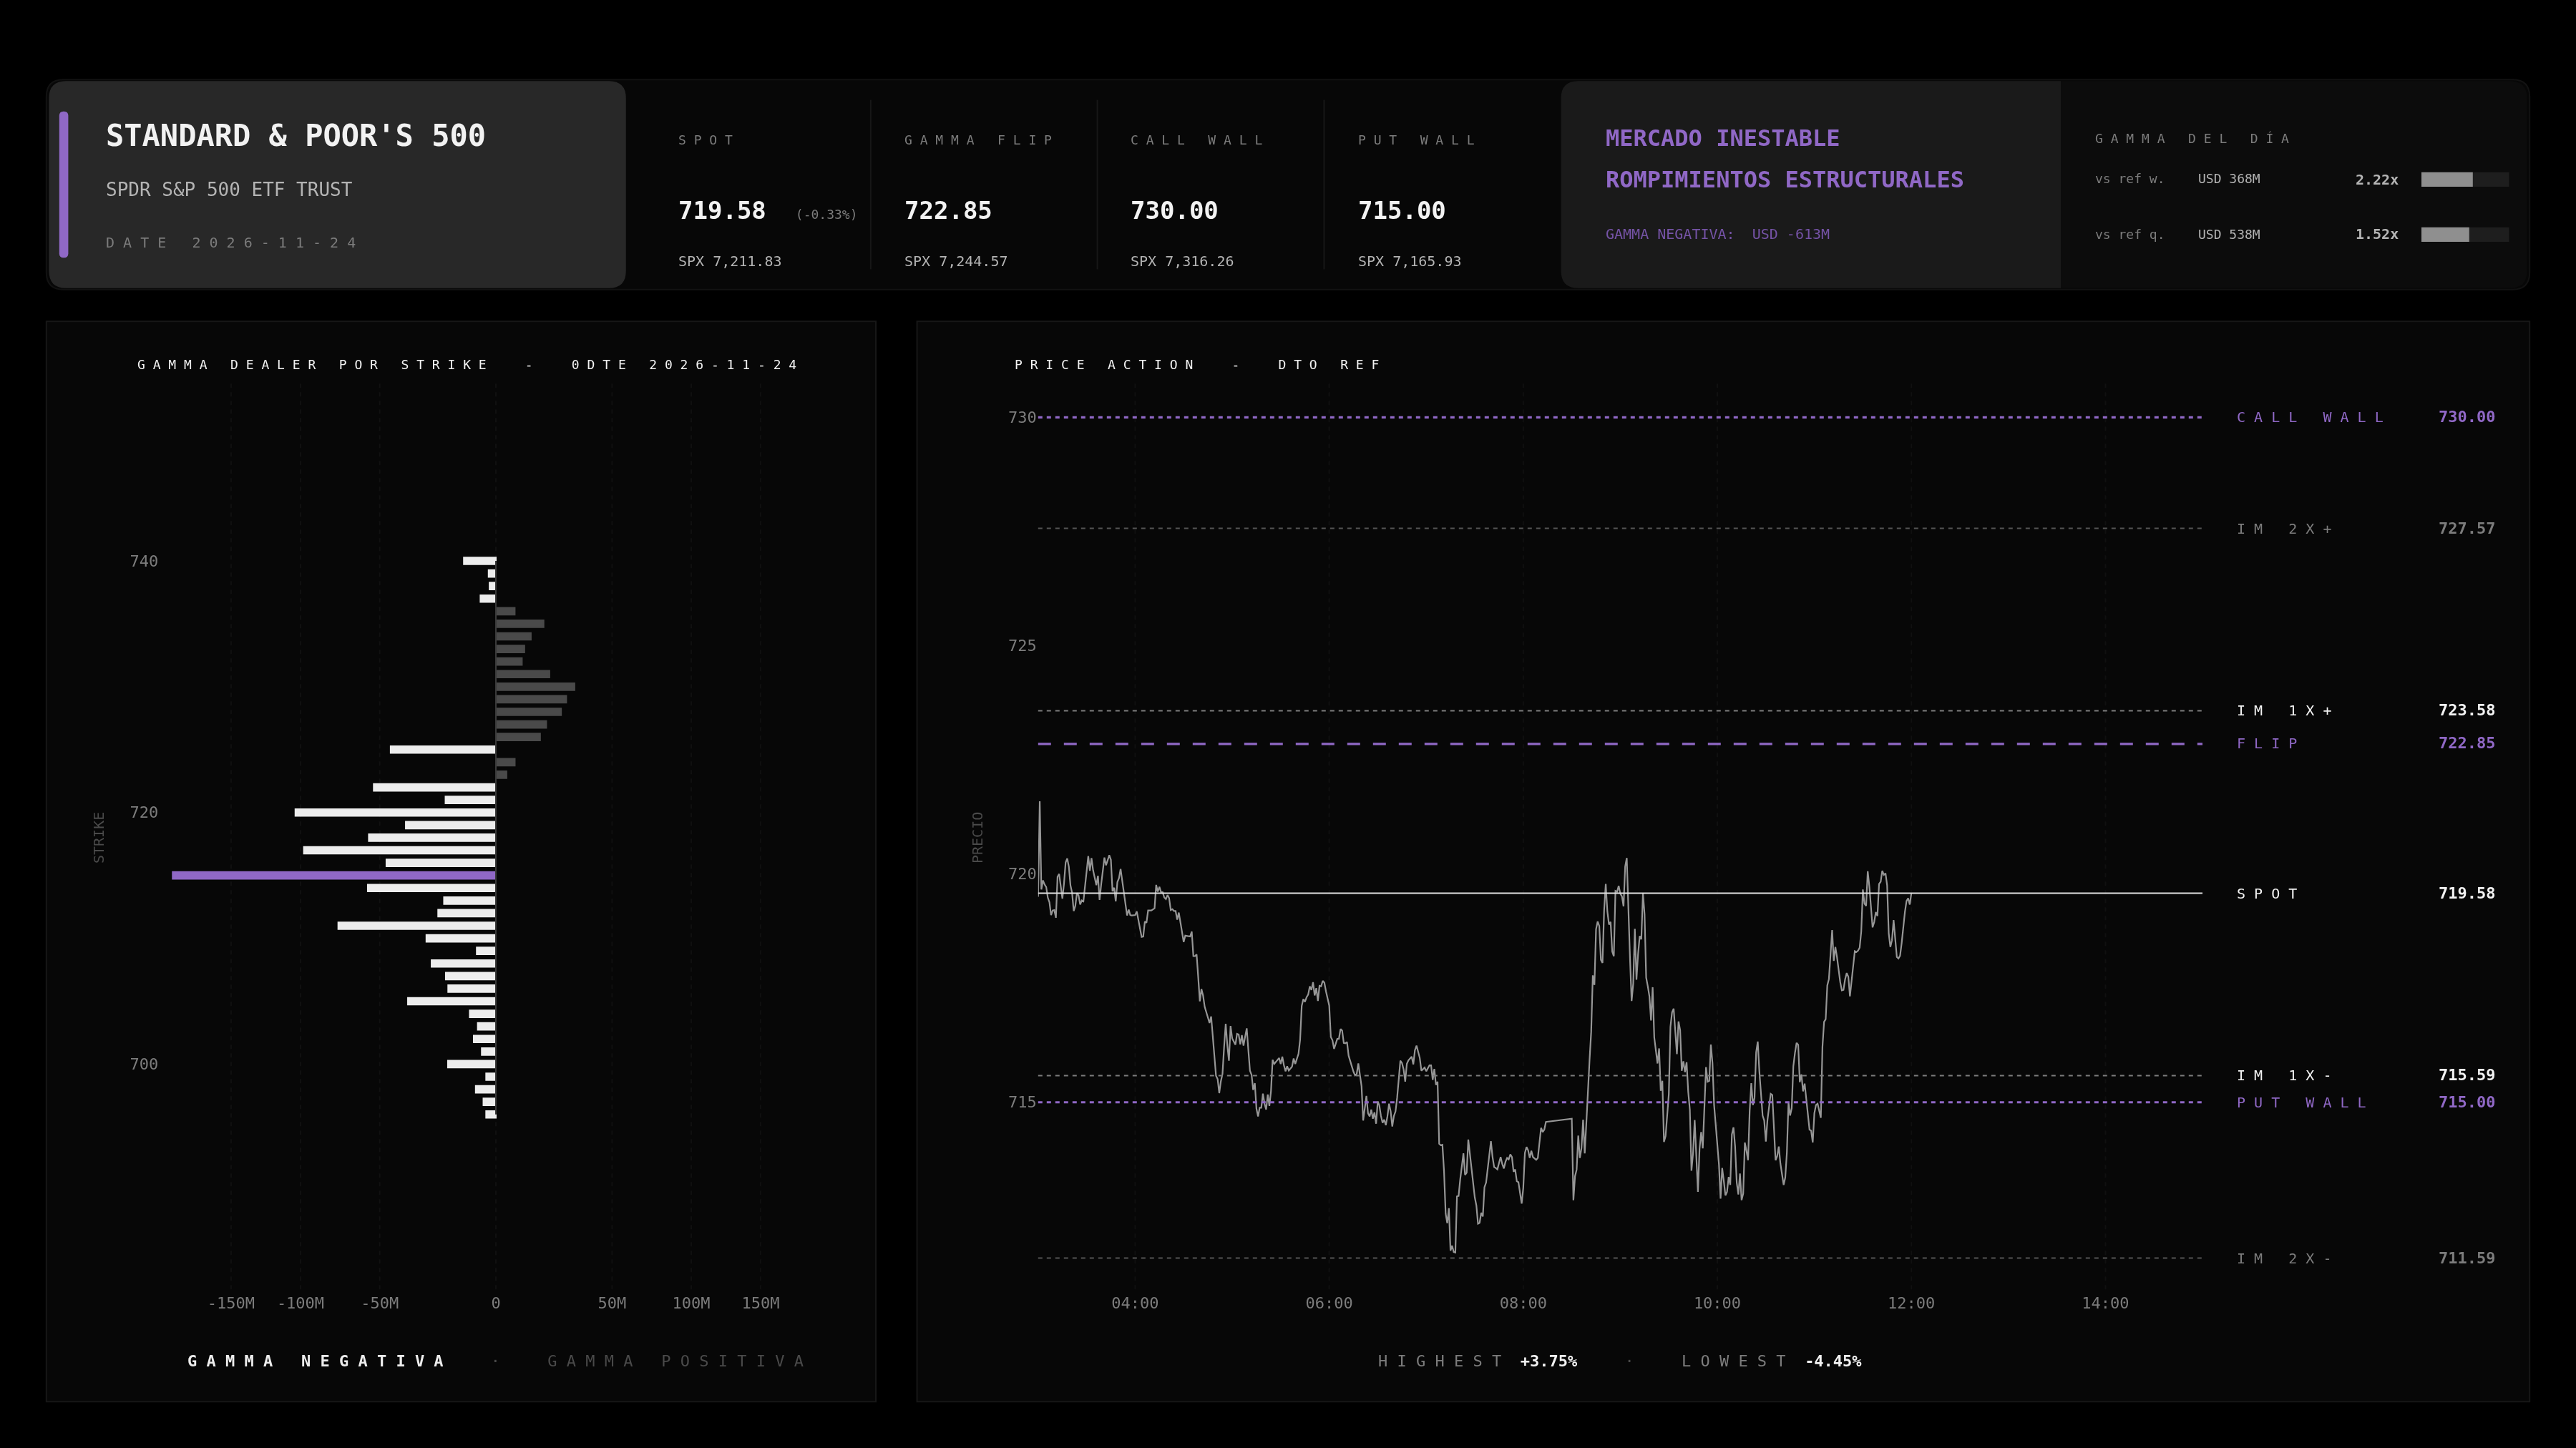 STANDARD & POOR'S 500
SPDR S&P 500 ETF TRUST
DATE 2026-11-24
SPOT
719.58 (-0.33%)
SPX 7,211.83
GAMMA FLIP
722.85
SPX 7,244.57
CALL WALL
730.00
SPX 7,316.26
PUT WALL
715.00
SPX 7,165.93
MERCADO INESTABLE
ROMPIMIENTOS ESTRUCTURALES
GAMMA NEGATIVA: USD -613M
GAMMA DEL DÍA
vs ref w. USD 368M 2.22x
vs ref q. USD 538M 1.52x
GAMMA DEALER POR STRIKE - 0DTE 2026-11-24
STRIKE
740
720
700
-150M -100M -50M 0 50M 100M 150M
GAMMA NEGATIVA · GAMMA POSITIVA
PRICE ACTION - DTO REF
PRECIO
730
725
720
715
CALL WALL 730.00
IM 2X+ 727.57
IM 1X+ 723.58
FLIP 722.85
SPOT 719.58
IM 1X- 715.59
PUT WALL 715.00
IM 2X- 711.59
04:00 06:00 08:00 10:00 12:00 14:00
HIGHEST +3.75% · LOWEST -4.45%